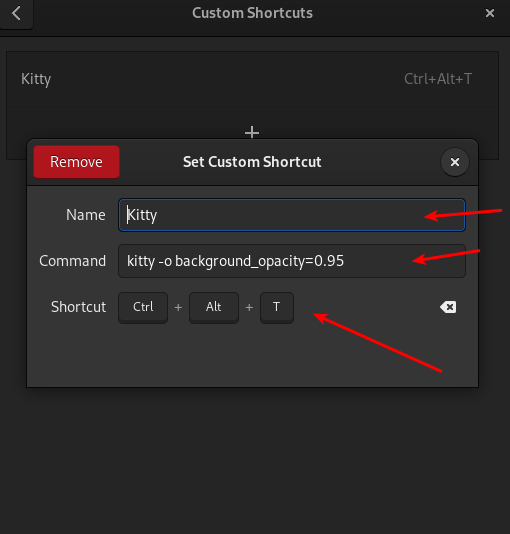 Custom Shortcuts
Kitty Ctrl+Alt+T
Remove Set Custom Shortcut
Name Kitty
Command kitty -o background_opacity=0.95
Shortcut Ctrl + Alt + T